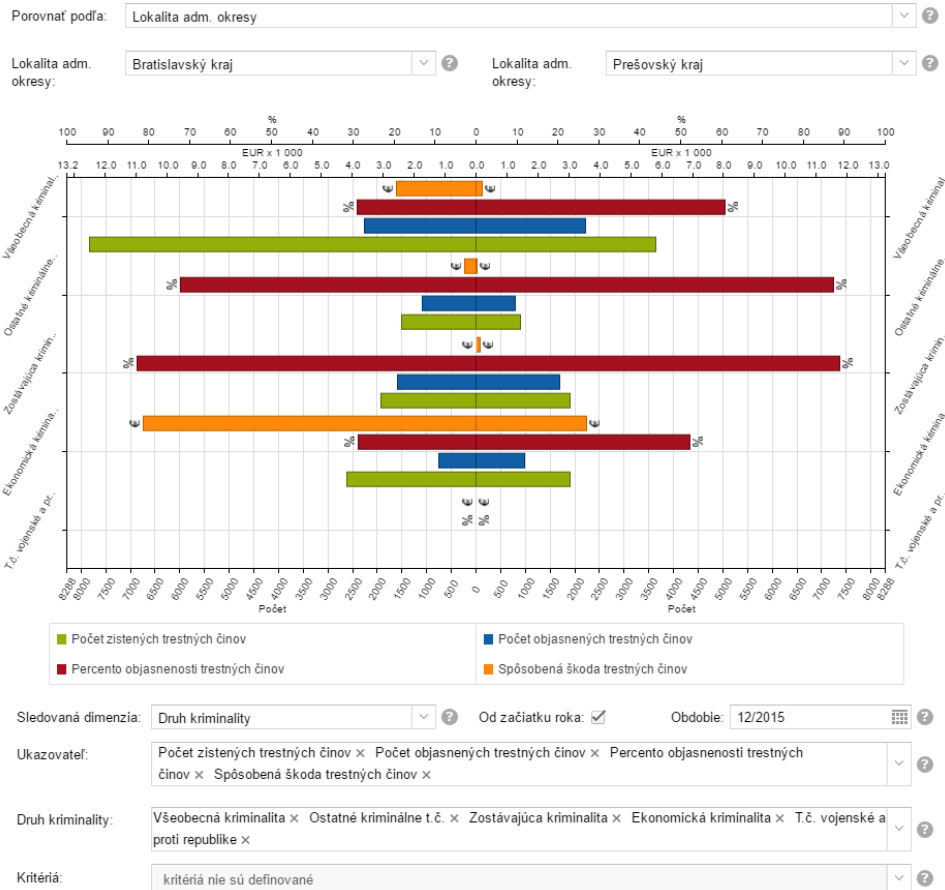 Porovnať podľa: Lokalita adm. okresy
Lokalita adm. okresy: Bratislavský kraj
Lokalita adm. okresy: Prešovský kraj
%
%
100 90 80 70 60 50 40 30 20 10 0 10 20 30 40 50 60 70 80 90 100
EUR x 1 000
EUR x 1 000
13.2 12.0 11.0 10.0 9.0 8.0 7.0 6.0 5.0 4.0 3.0 2.0 1.0 0.0 1.0 2.0 3.0 4.0 5.0 6.0 7.0 8.0 9.0 10.0 11.0 12.0 13.0
Všeobecná kriminal..
Ostatné kriminálne..
Zostávajúca krimin..
Ekonomická krimina..
T.č. vojenské a pr..
Všeobecná kriminal..
Ostatné kriminálne..
Zostávajúca krimin..
Ekonomická krimina..
T.č. vojenské a pr..
€ €
% %
€ €
% %
€ €
% %
€ €
% %
€ €
% %
8288 8000 7500 7000 6500 6000 5500 5000 4500 4000 3500 3000 2500 2000 1500 1000 500 0 500 1000 1500 2000 2500 3000 3500 4000 4500 5000 5500 6000 6500 7000 7500 8000 8288
Počet
Počet
Počet zistených trestných činov
Počet objasnených trestných činov
Percento objasnenosti trestných činov
Spôsobená škoda trestných činov
Sledovaná dimenzia: Druh kriminality Od začiatku roka: Obdobie: 12/2015
Ukazovateľ: Počet zistených trestných činov × Počet objasnených trestných činov × Percento objasnenosti trestných
činov × Spôsobená škoda trestných činov ×
Druh kriminality: Všeobecná kriminalita × Ostatné kriminálne t.č. × Zostávajúca kriminalita × Ekonomická kriminalita × T.č. vojenské a
proti republike ×
Kritériá: kritériá nie sú definované